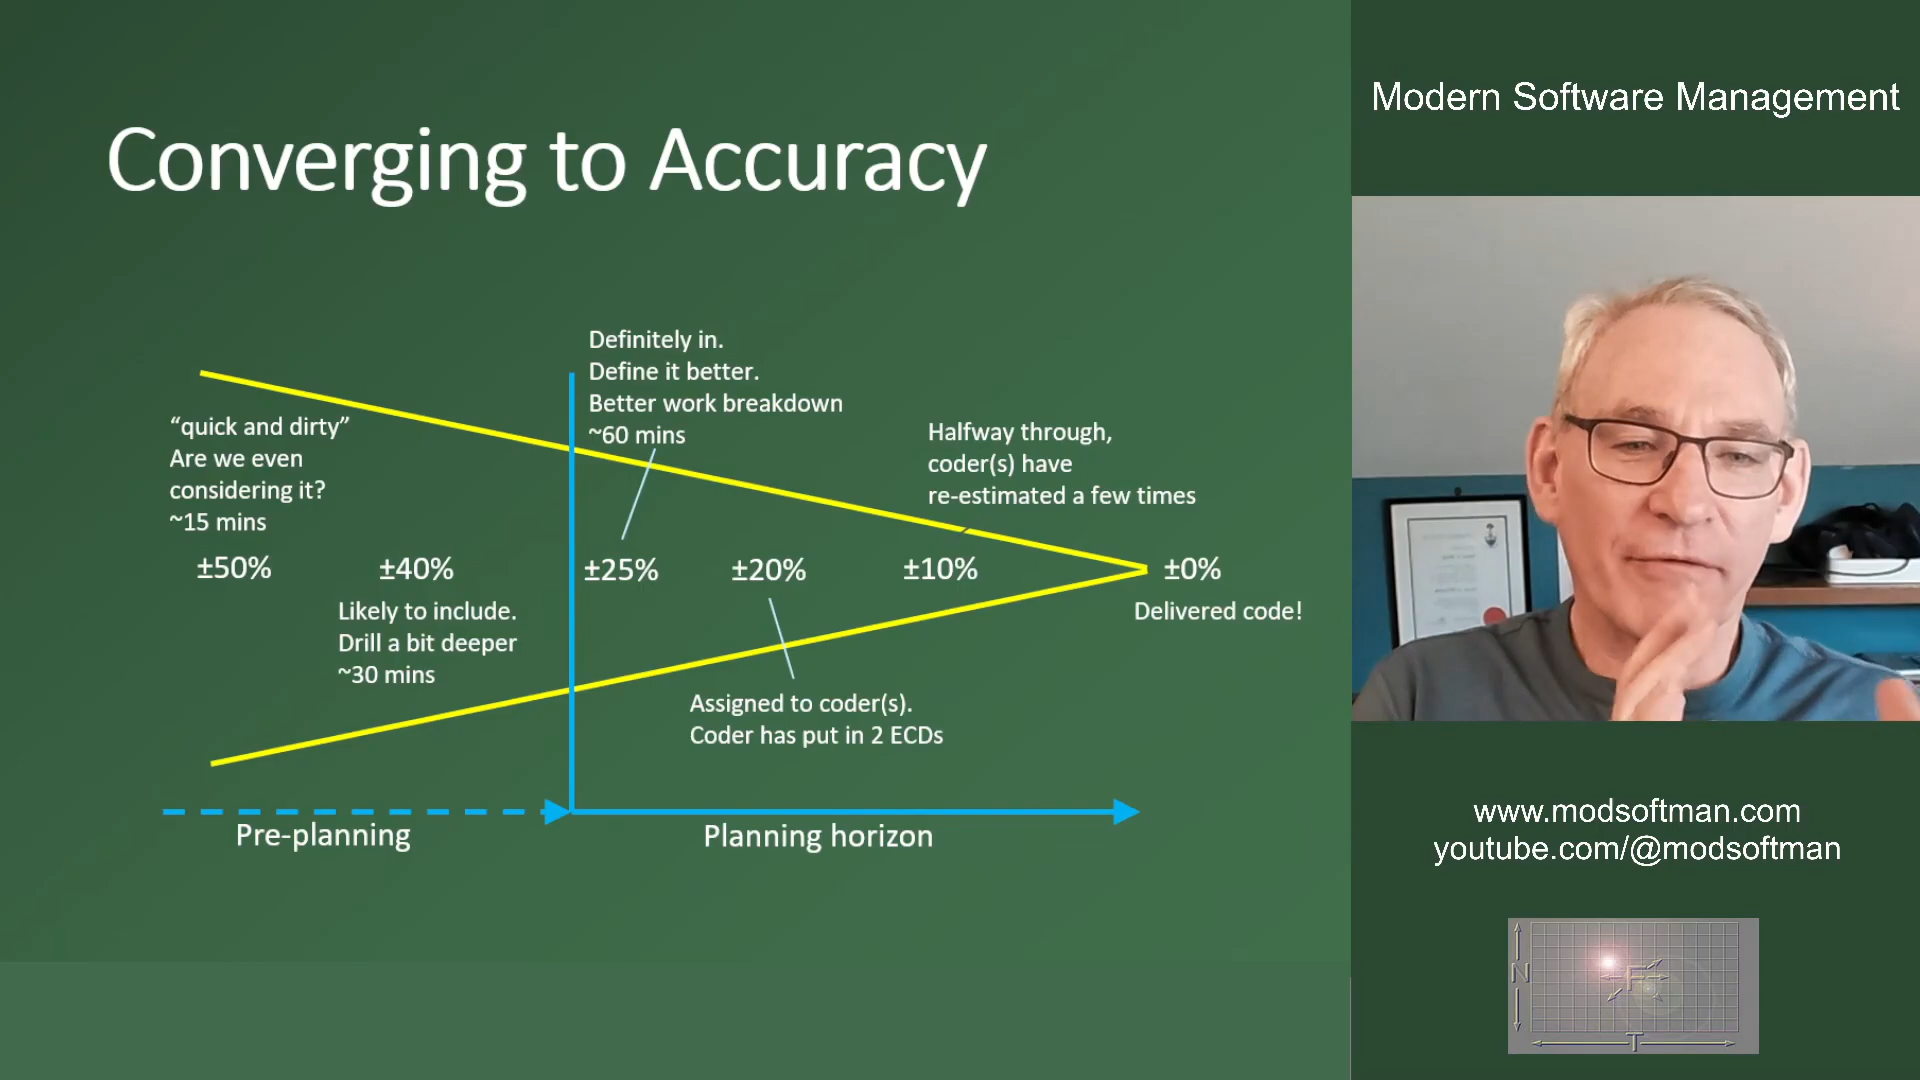 Converging to Accuracy
Modern Software Management
Definitely in.
Define it better.
Better work breakdown
~60 mins
“quick and dirty”
Are we even
considering it?
~15 mins
Halfway through,
coder(s) have
re-estimated a few times
±50%
±40%
±25%
±20%
±10%
±0%
Likely to include.
Drill a bit deeper
~30 mins
Delivered code!
Assigned to coder(s).
Coder has put in 2 ECDs
Pre-planning
Planning horizon
www.modsoftman.com
youtube.com/@modsoftman
N
F
T